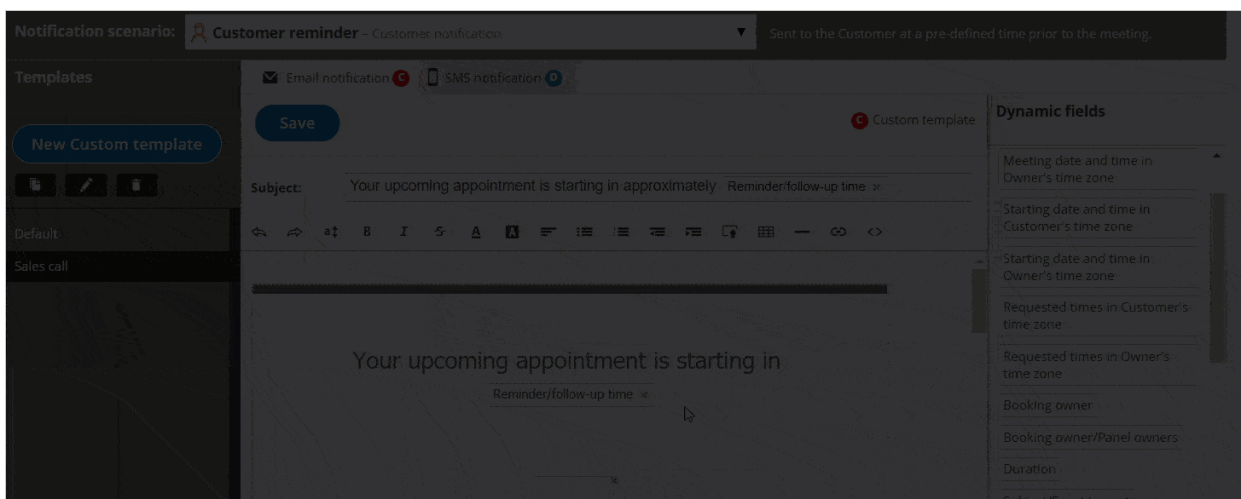 Notification scenario: Customer reminder – Customer notification ▼ Sent to the Customer at a pre-defined time prior to the meeting.
Templates
Email notification C SMS notification D
New Custom template
Save
C Custom template
Dynamic fields
Subject: Your upcoming appointment is starting in approximately Reminder/follow-up time ×
Default
Sales call
Your upcoming appointment is starting in
Reminder/follow-up time ×
Meeting date and time in
Owner's time zone
Starting date and time in
Customer's time zone
Starting date and time in
Owner's time zone
Requested times in Customer's
time zone
Requested times in Owner's
time zone
Booking owner
Booking owner/Panel owners
Duration